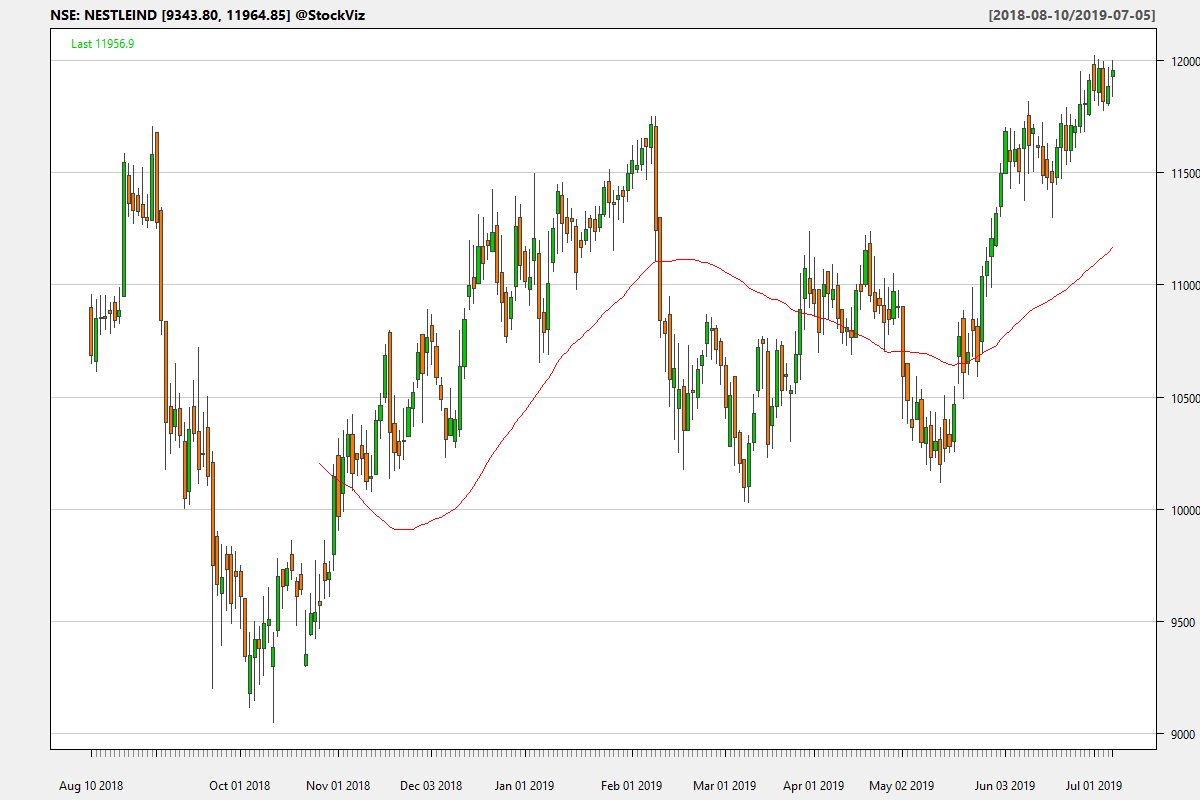 NSE: NESTLEIND [9343.80, 11964.85] @StockViz [2018-08-10/2019-07-05]
Last 11956.9
12000
11500
11000
10500
10000
9500
9000
Aug 10 2018 Oct 01 2018 Nov 01 2018 Dec 03 2018 Jan 01 2019 Feb 01 2019 Mar 01 2019 Apr 01 2019 May 02 2019 Jun 03 2019 Jul 01 2019